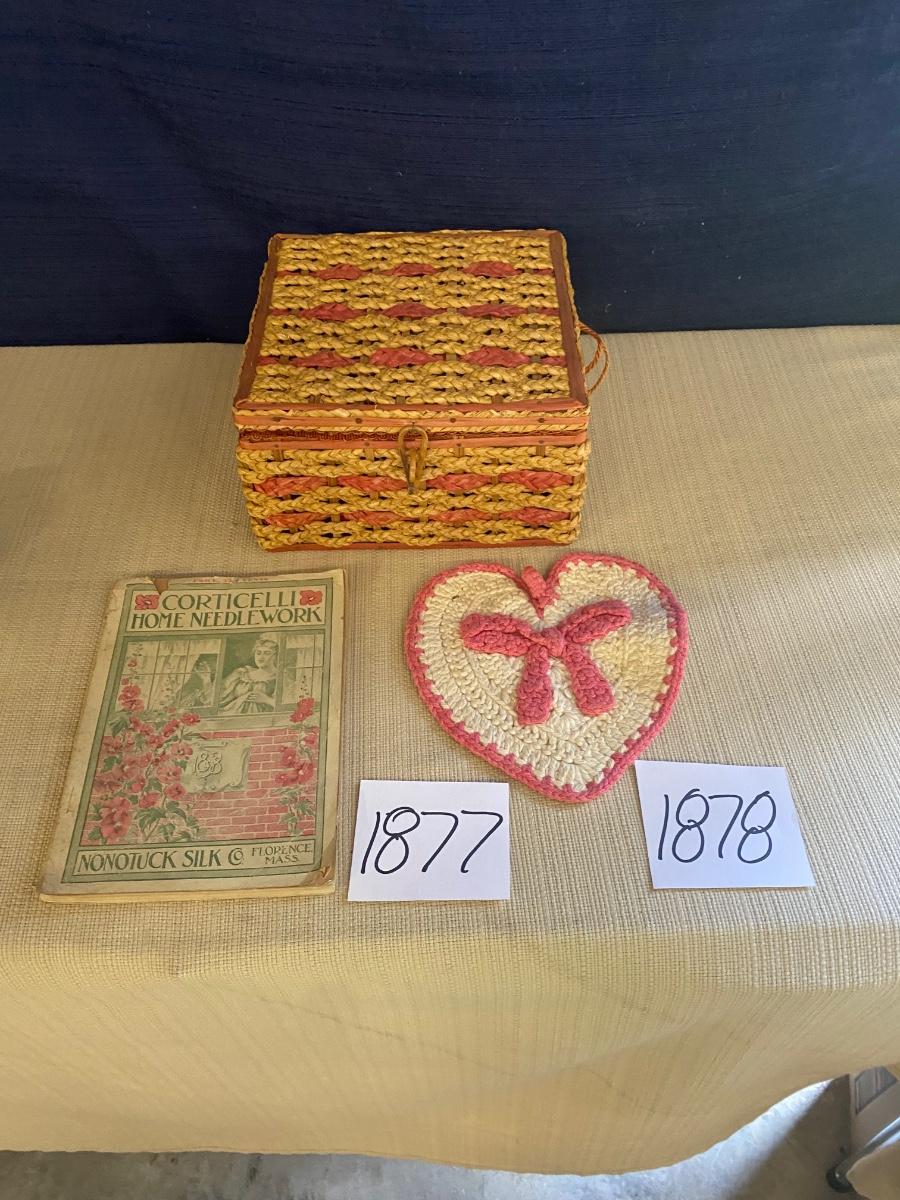 CORTICELLI
HOME NEEDLEWORK
NONOTUCK SILK CO. FLORENCE,
MASS.
1877
1878